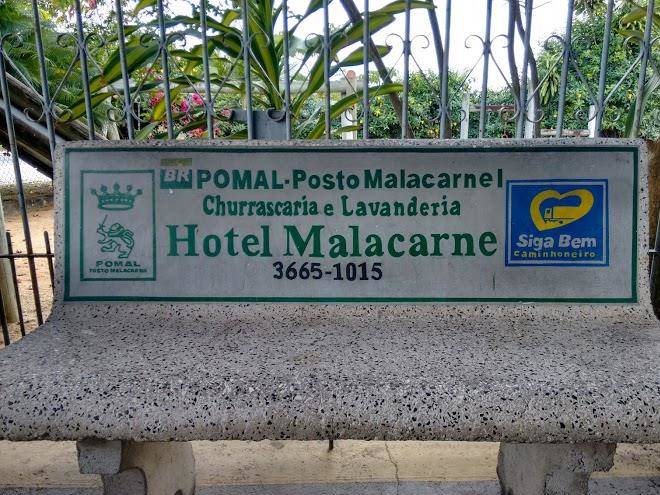 BR POMAL-Posto Malacarne I
Churrascaria e Lavanderia
Hotel Malacarne
3665-1015
POMAL
POSTO MALACARNE
Siga Bem
Caminhoneiro